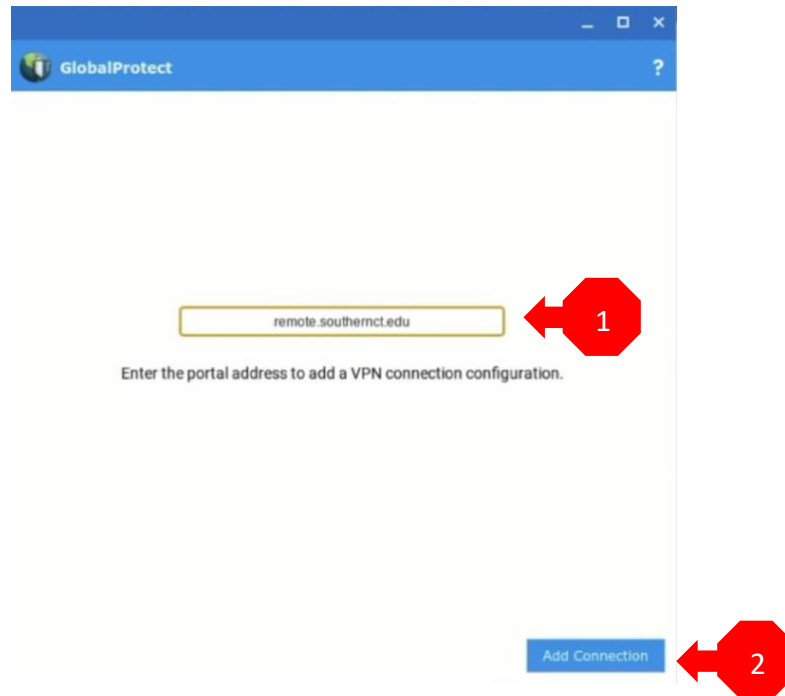 GlobalProtect
?
remote.southernct.edu
1
Enter the portal address to add a VPN connection configuration.
Add Connection
2